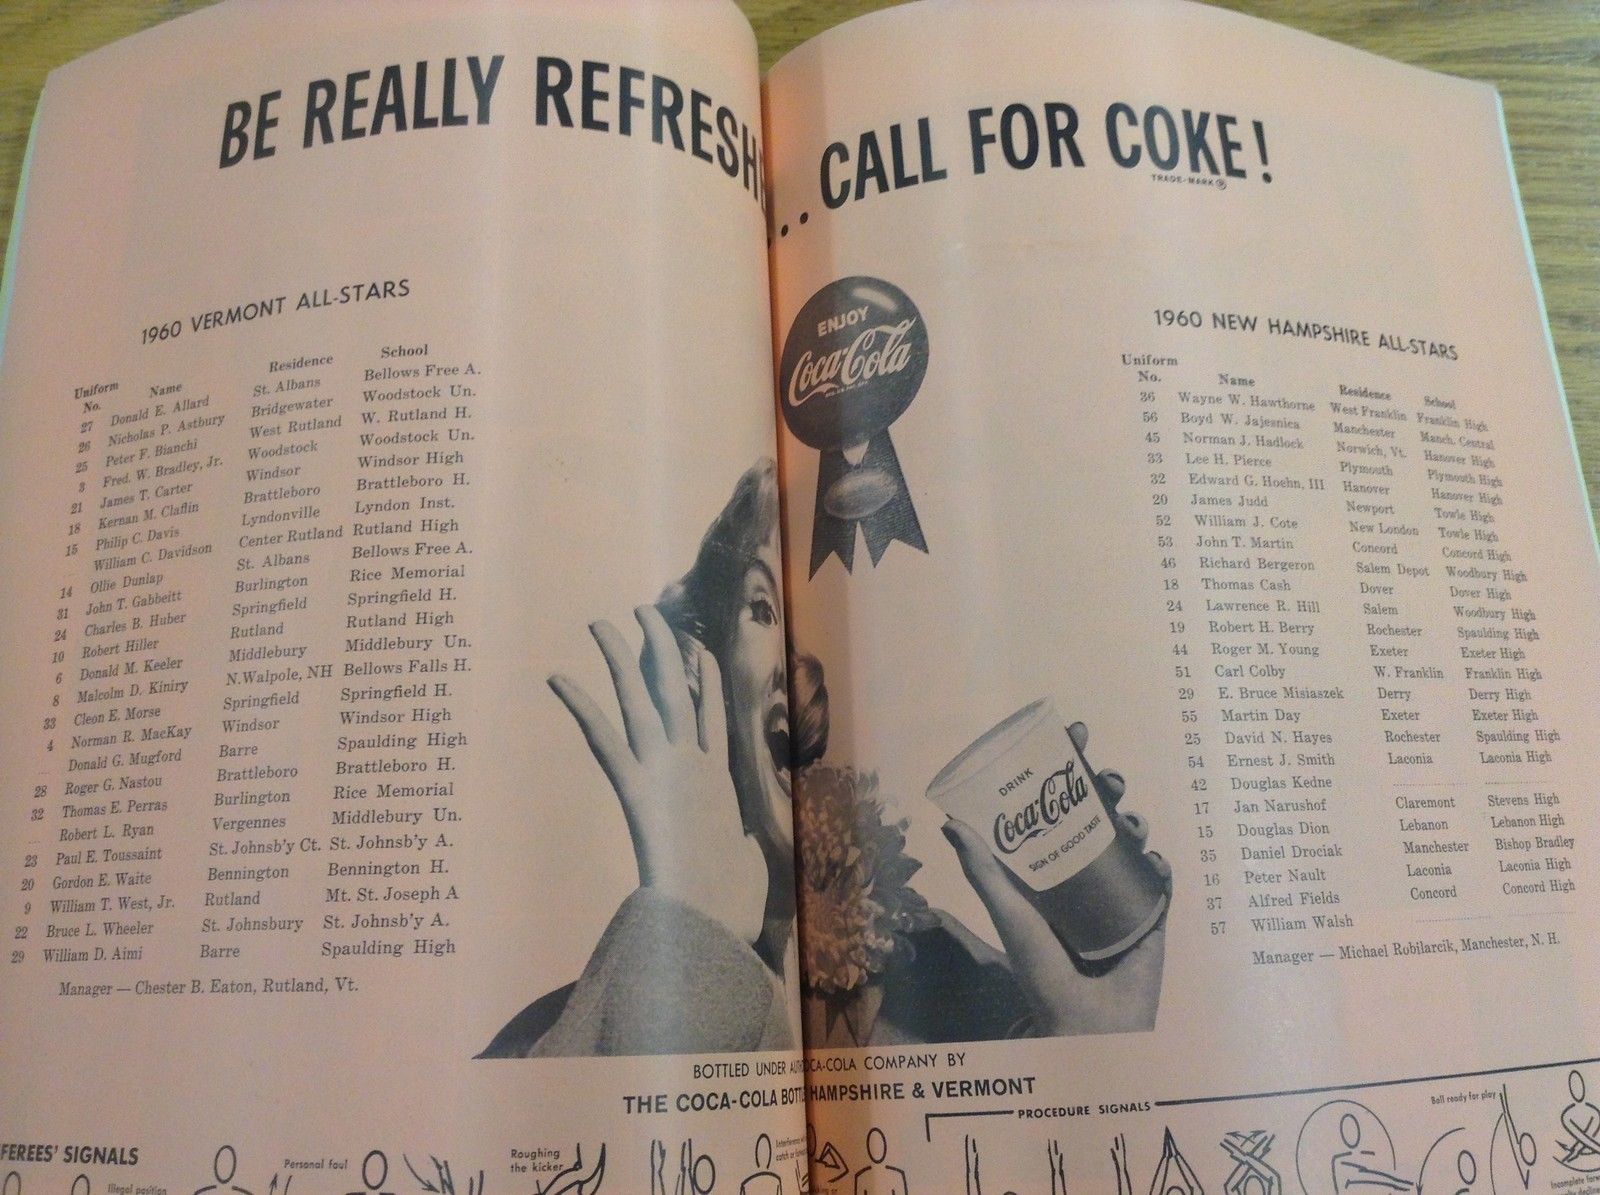 BE REALLY REFRESH ... CALL FOR COKE!
TRADE-MARK ®
1960 VERMONT ALL-STARS
Uniform No. Name Residence School
27 Donald E. Allard St. Albans Bellows Free A.
26 Nicholas P. Astbury Bridgewater Woodstock Un.
25 Peter F. Bianchi West Rutland W. Rutland H.
3 Fred. W. Bradley, Jr. Woodstock Woodstock Un.
21 James T. Carter Windsor Windsor High
18 Kernan M. Claflin Brattleboro Brattleboro H.
15 Philip C. Davis Lyndonville Lyndon Inst.
William C. Davidson Center Rutland Rutland High
14 Ollie Dunlap St. Albans Bellows Free A.
31 John T. Gabbeitt Burlington Rice Memorial
24 Charles B. Huber Springfield Springfield H.
10 Robert Hiller Rutland Rutland High
6 Donald M. Keeler Middlebury Middlebury Un.
8 Malcolm D. Kiniry N.Walpole, NH Bellows Falls H.
33 Cleon E. Morse Springfield Springfield H.
4 Norman R. MacKay Windsor Windsor High
Donald G. Mugford Barre Spaulding High
28 Roger G. Nastou Brattleboro Brattleboro H.
32 Thomas E. Perras Burlington Rice Memorial
Robert L. Ryan Vergennes Middlebury Un.
23 Paul E. Toussaint St. Johnsb'y Ct. St. Johnsb'y A.
20 Gordon E. Waite Bennington Bennington H.
9 William T. West, Jr. Rutland Mt. St. Joseph A
22 Bruce L. Wheeler St. Johnsbury St. Johnsb'y A.
29 William D. Aimi Barre Spaulding High
Manager — Chester B. Eaton, Rutland, Vt.
ENJOY
Coca-Cola
DRINK
Coca-Cola
SIGN OF GOOD TASTE
1960 NEW HAMPSHIRE ALL-STARS
Uniform No. Name Residence School
36 Wayne W. Hawthorne West Franklin Franklin High
56 Boyd W. Jajesnica Manchester Manch. Central
45 Norman J. Hadlock Norwich, Vt. Hanover High
33 Lee H. Pierce Plymouth Plymouth High
32 Edward G. Hoehn, III Hanover Hanover High
20 James Judd Newport Towle High
52 William J. Cote New London Towle High
53 John T. Martin Concord Concord High
46 Richard Bergeron Salem Depot Woodbury High
18 Thomas Cash Dover Dover High
24 Lawrence R. Hill Salem Woodbury High
19 Robert H. Berry Rochester Spaulding High
44 Roger M. Young Exeter Exeter High
51 Carl Colby W. Franklin Franklin High
29 E. Bruce Misiaszek Derry Derry High
55 Martin Day Exeter Exeter High
25 David N. Hayes Rochester Spaulding High
54 Ernest J. Smith Laconia Laconia High
42 Douglas Kedne
17 Jan Narushof Claremont Stevens High
15 Douglas Dion Lebanon Lebanon High
35 Daniel Drociak Manchester Bishop Bradley
16 Peter Nault Laconia Laconia High
37 Alfred Fields Concord Concord High
57 William Walsh
Manager — Michael Robilarcik, Manchester, N. H.
BOTTLED UNDER CA-COLA COMPANY BY
THE COCA-COLA BOTT HAMPSHIRE & VERMONT
FEREES' SIGNALS
Personal foul
Illegal position
Roughing the kicker
PROCEDURE SIGNALS
Ball ready for play